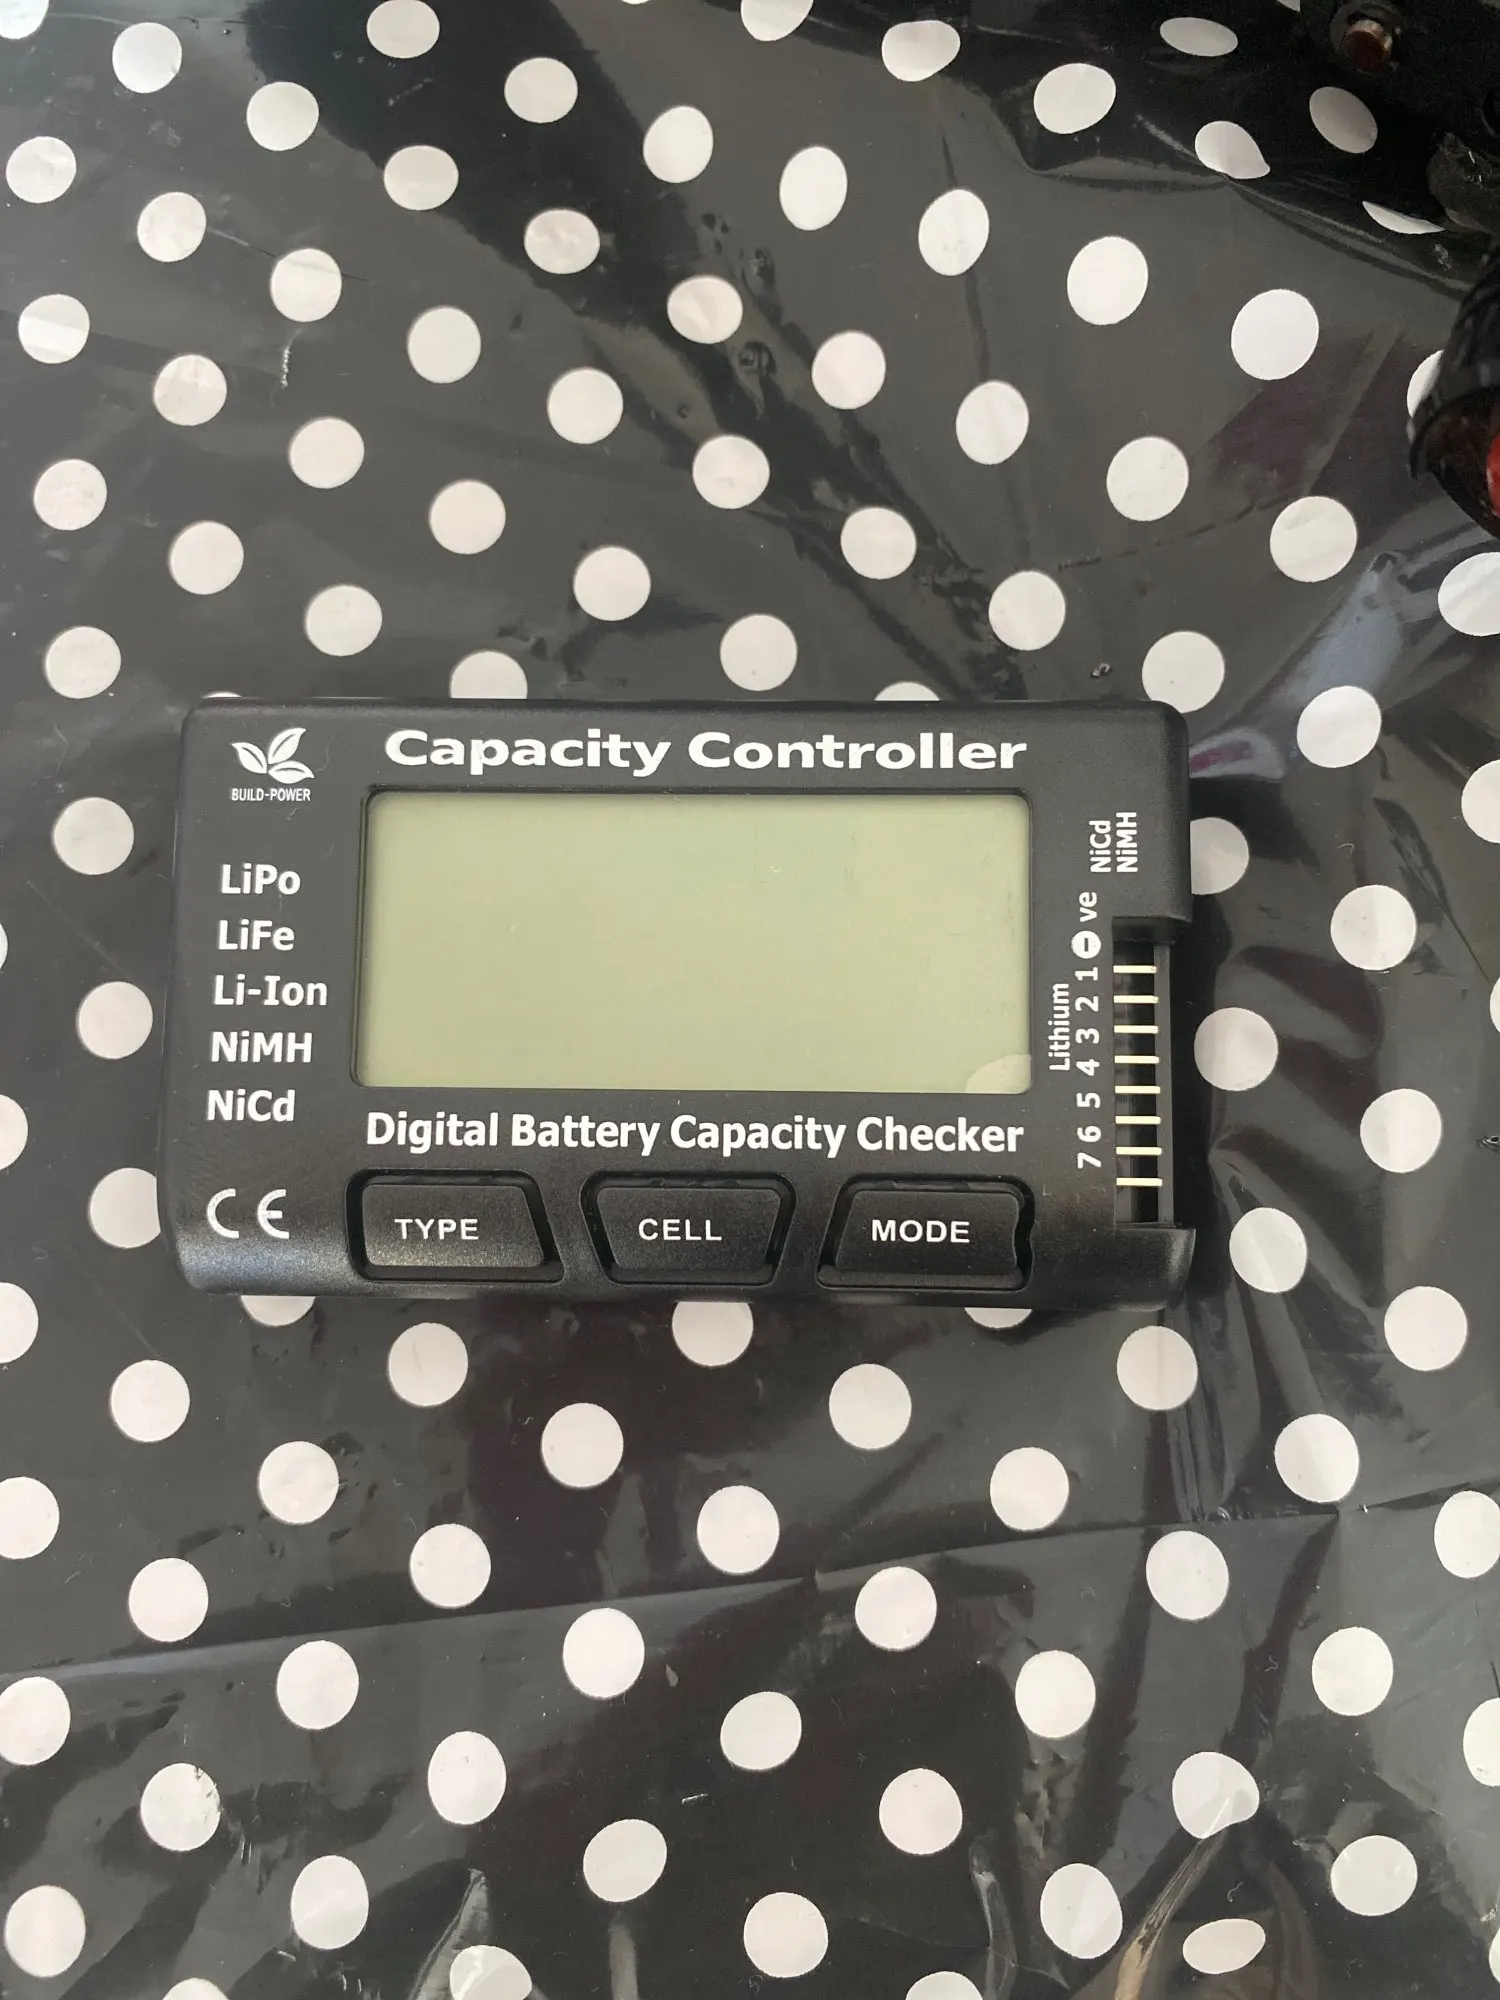 Capacity Controller
BUILD-POWER
LiPo
LiFe
Li-Ion
NiMH
NiCd
NiCd
NiMH
Lithium
7 6 5 4 3 2 1 - ve
Digital Battery Capacity Checker
CE
TYPE
CELL
MODE